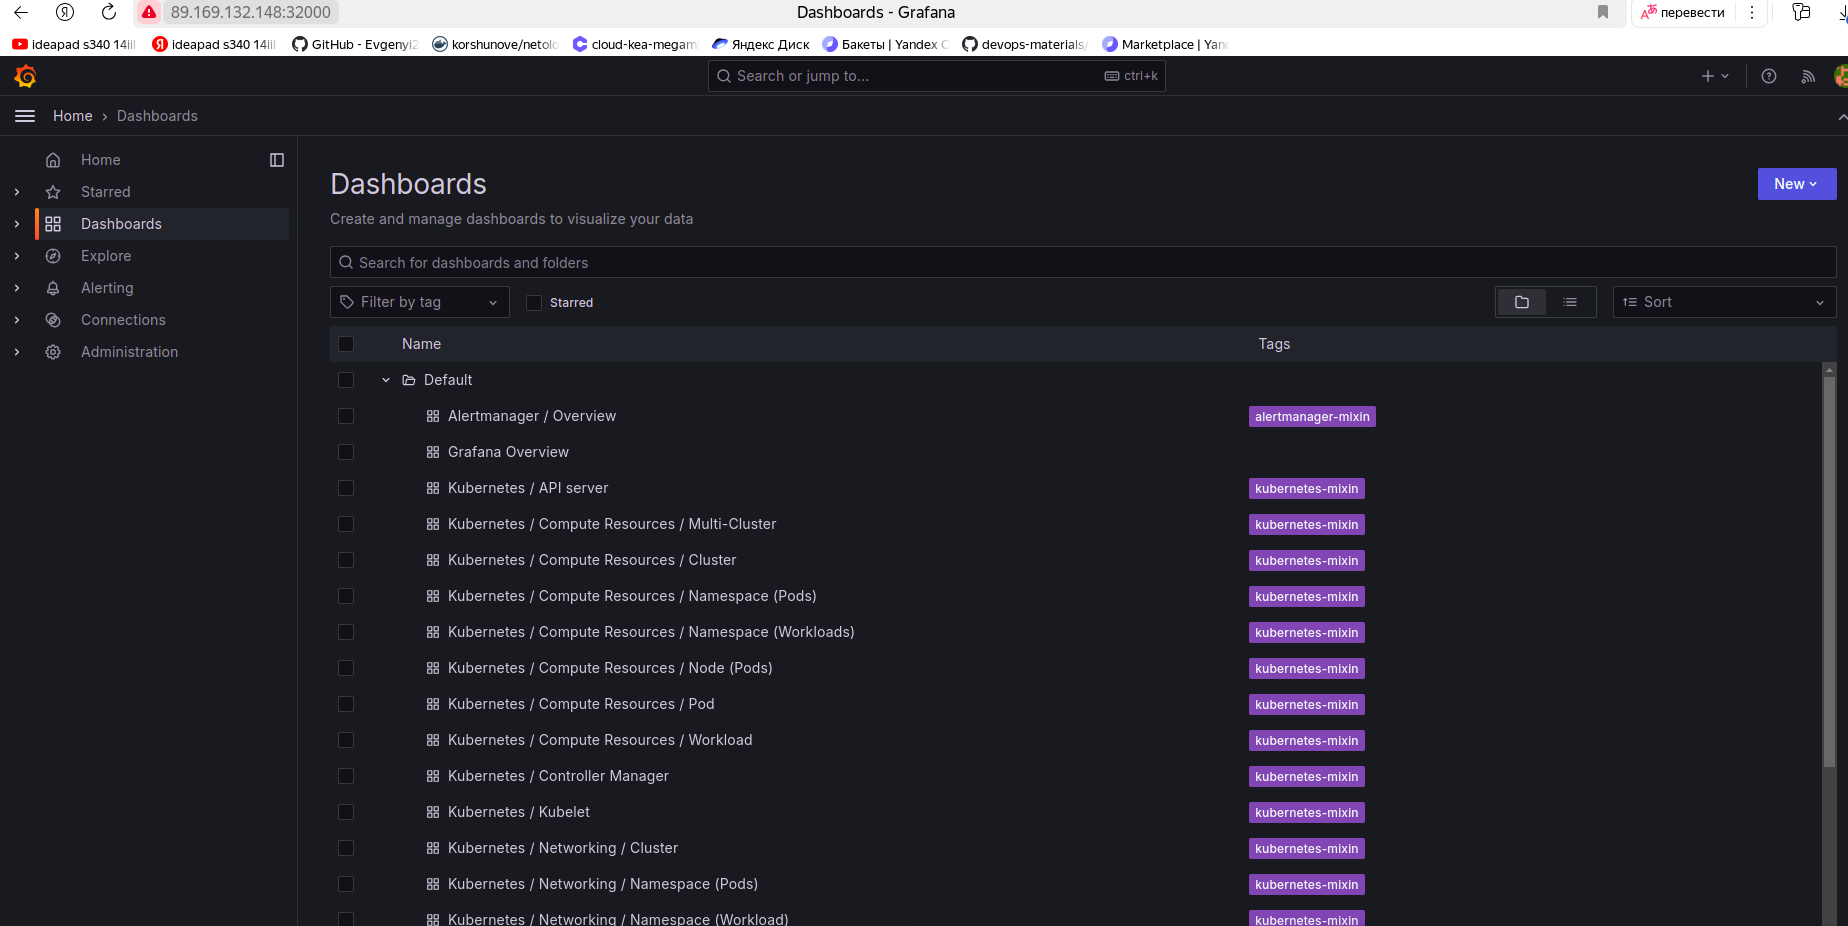 89.169.132.148:32000
Dashboards - Grafana
перевести
ideapad s340 14iil
ideapad s340 14iil
GitHub - Evgenyi2
korshunove/netolo
cloud-kea-megam
Яндекс Диск
Бакеты | Yandex C
devops-materials/
Marketplace | Yan
Search or jump to...
ctrl+k
Home
Dashboards
Home
Starred
Dashboards
Explore
Alerting
Connections
Administration
Dashboards
New
Create and manage dashboards to visualize your data
Search for dashboards and folders
Filter by tag
Starred
Sort
Name Tags
Default
Alertmanager / Overview alertmanager-mixin
Grafana Overview
Kubernetes / API server kubernetes-mixin
Kubernetes / Compute Resources / Multi-Cluster kubernetes-mixin
Kubernetes / Compute Resources / Cluster kubernetes-mixin
Kubernetes / Compute Resources / Namespace (Pods) kubernetes-mixin
Kubernetes / Compute Resources / Namespace (Workloads) kubernetes-mixin
Kubernetes / Compute Resources / Node (Pods) kubernetes-mixin
Kubernetes / Compute Resources / Pod kubernetes-mixin
Kubernetes / Compute Resources / Workload kubernetes-mixin
Kubernetes / Controller Manager kubernetes-mixin
Kubernetes / Kubelet kubernetes-mixin
Kubernetes / Networking / Cluster kubernetes-mixin
Kubernetes / Networking / Namespace (Pods) kubernetes-mixin
Kubernetes / Networking / Namespace (Workload) kubernetes-mixin